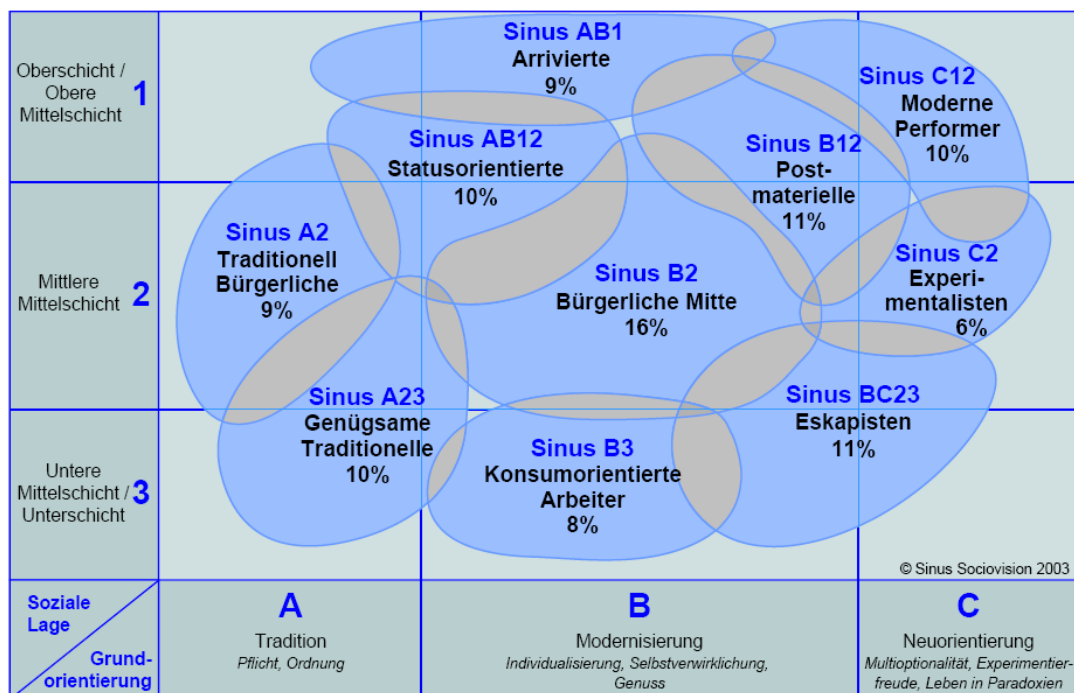 Oberschicht /
Obere
Mittelschicht
1
Sinus AB1
Arrivierte
9%
Sinus C12
Moderne
Performer
10%
Sinus AB12
Statusorientierte
10%
Sinus B12
Post-
materielle
11%
Mittlere
Mittelschicht
2
Sinus A2
Traditionell
Bürgerliche
9%
Sinus B2
Bürgerliche Mitte
16%
Sinus C2
Experi-
mentalisten
6%
Untere
Mittelschicht /
Unterschicht
3
Sinus A23
Genügsame
Traditionelle
10%
Sinus B3
Konsumorientierte
Arbeiter
8%
Sinus BC23
Eskapisten
11%
© Sinus Sociovision 2003
Soziale
Lage
Grund-
orientierung
A
Tradition
Pflicht, Ordnung
B
Modernisierung
Individualisierung, Selbstverwirklichung,
Genuss
C
Neuorientierung
Multioptionalität, Experimentier-
freude, Leben in Paradoxien